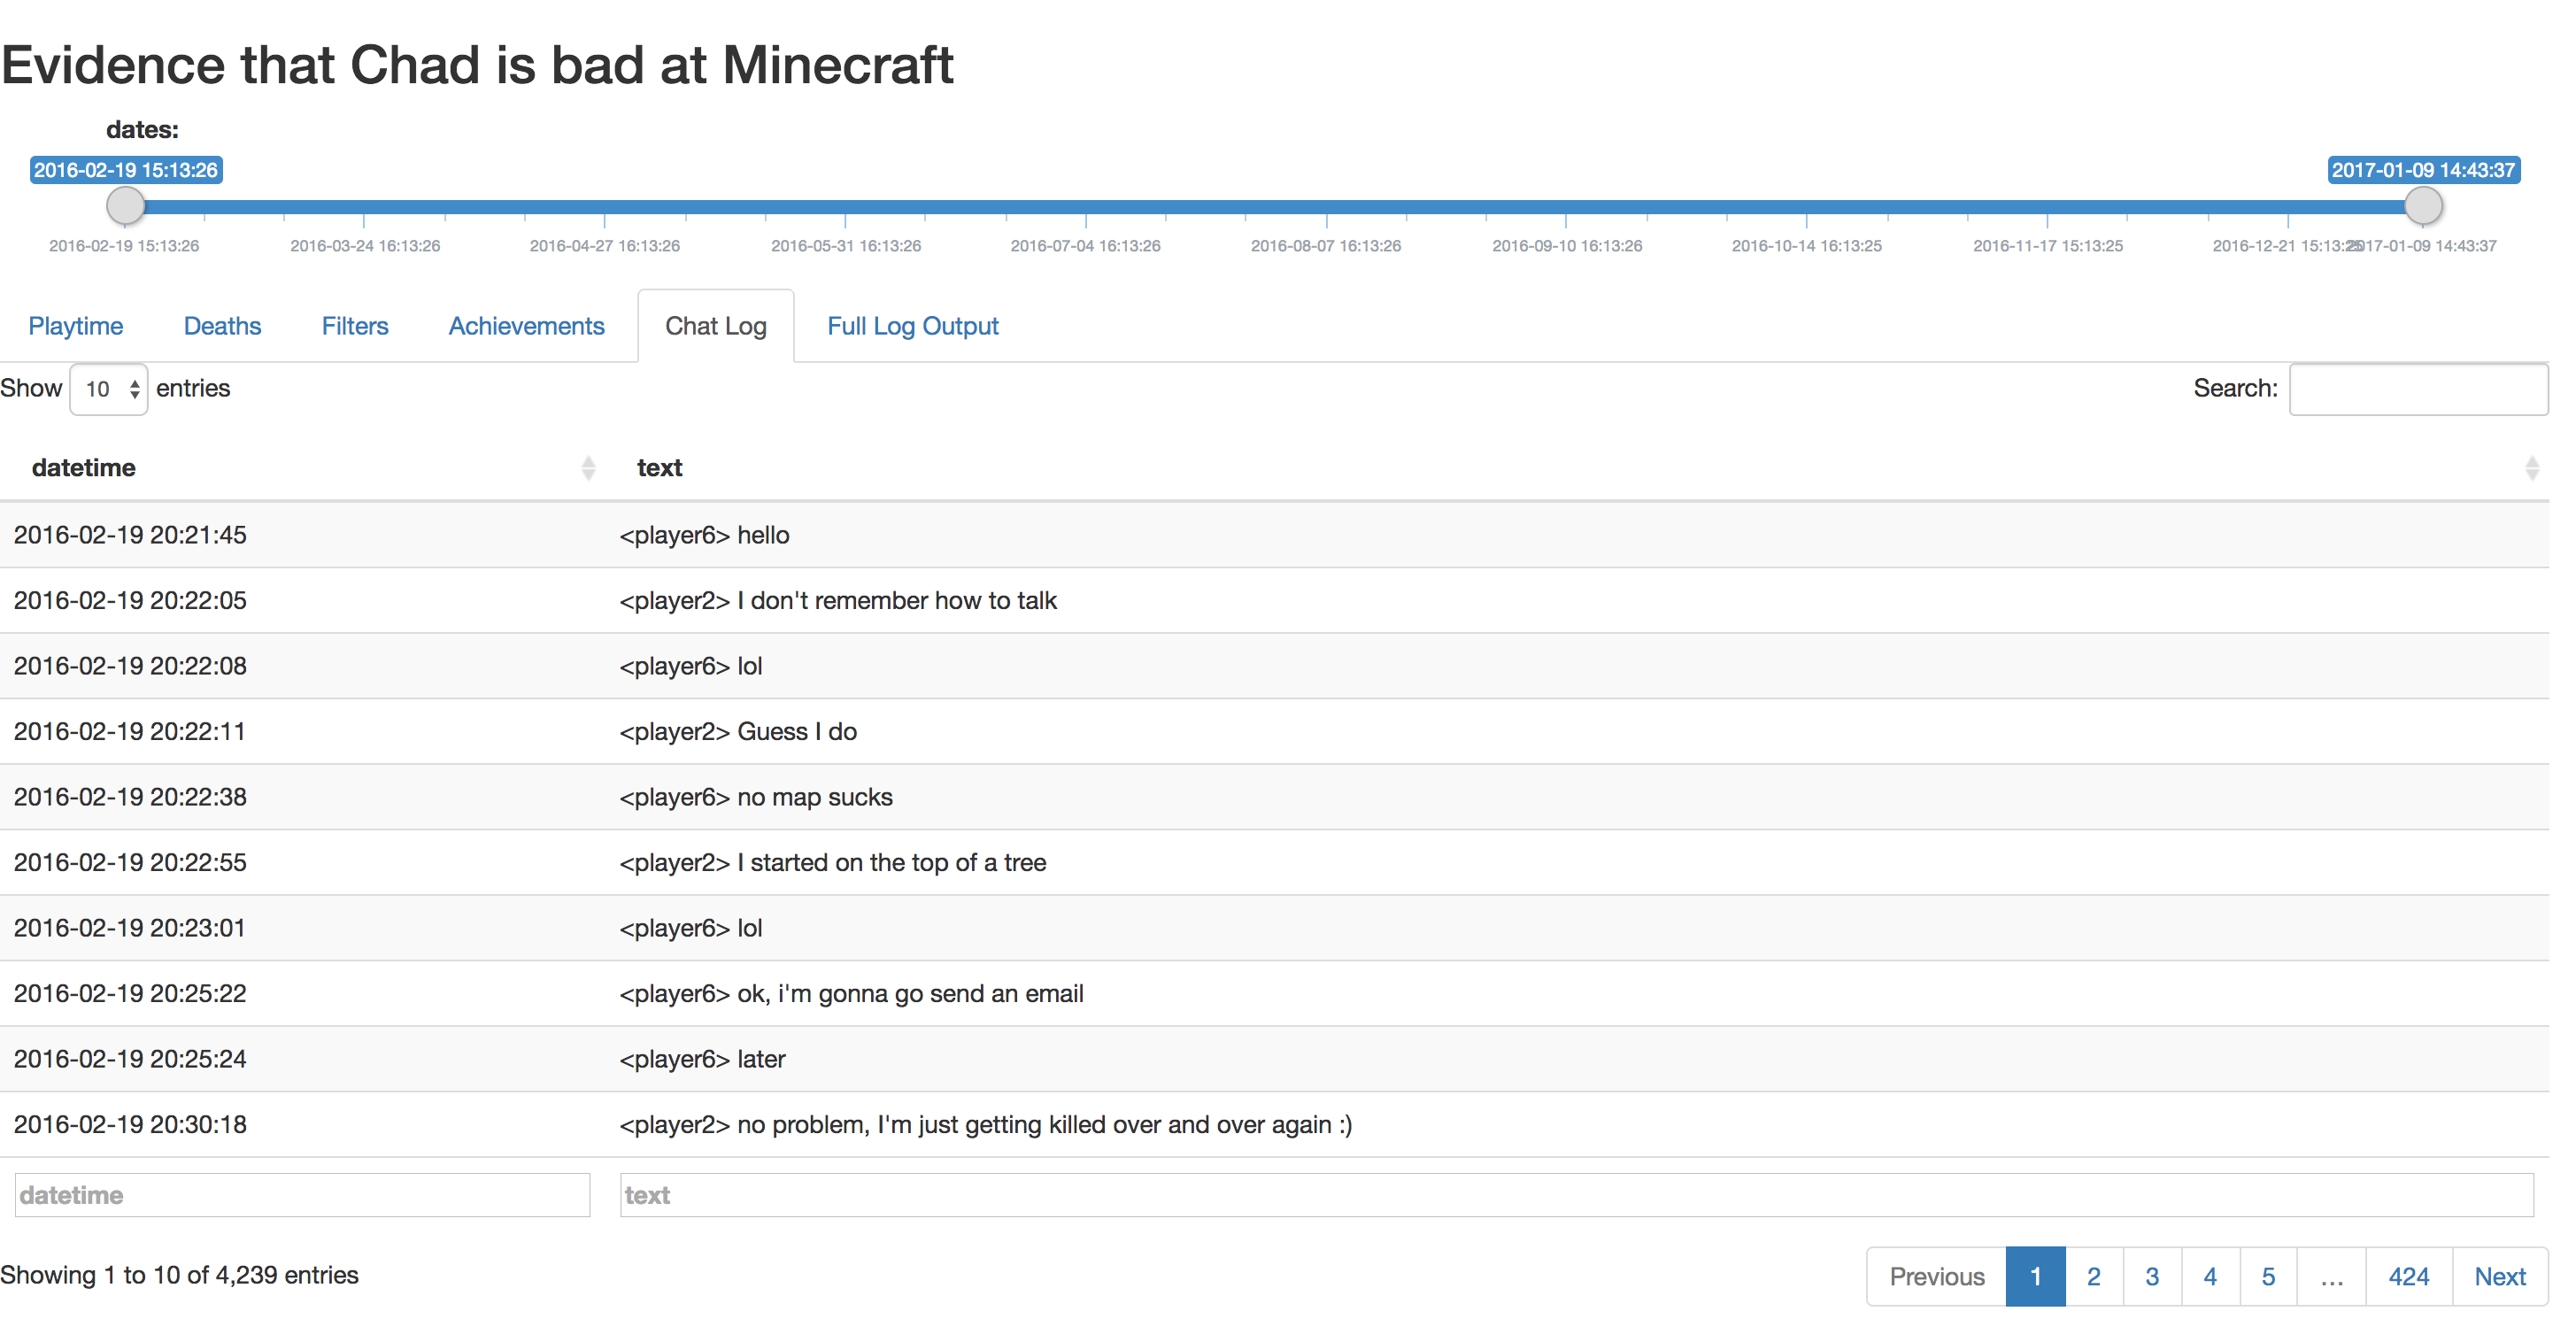 Evidence that Chad is bad at Minecraft
dates:
2016-02-19 15:13:26 2017-01-09 14:43:37
2016-02-19 15:13:26 2016-03-24 16:13:26 2016-04-27 16:13:26 2016-05-31 16:13:26 2016-07-04 16:13:26 2016-08-07 16:13:26 2016-09-10 16:13:26 2016-10-14 16:13:25 2016-11-17 15:13:25 2016-12-21 15:13:25 2017-01-09 14:43:37
Playtime Deaths Filters Achievements Chat Log Full Log Output
Show 10 entries Search:
datetime text
2016-02-19 20:21:45 <player6> hello
2016-02-19 20:22:05 <player2> I don't remember how to talk
2016-02-19 20:22:08 <player6> lol
2016-02-19 20:22:11 <player2> Guess I do
2016-02-19 20:22:38 <player6> no map sucks
2016-02-19 20:22:55 <player2> I started on the top of a tree
2016-02-19 20:23:01 <player6> lol
2016-02-19 20:25:22 <player6> ok, i'm gonna go send an email
2016-02-19 20:25:24 <player6> later
2016-02-19 20:30:18 <player2> no problem, I'm just getting killed over and over again :)
datetime text
Showing 1 to 10 of 4,239 entries Previous 1 2 3 4 5 … 424 Next